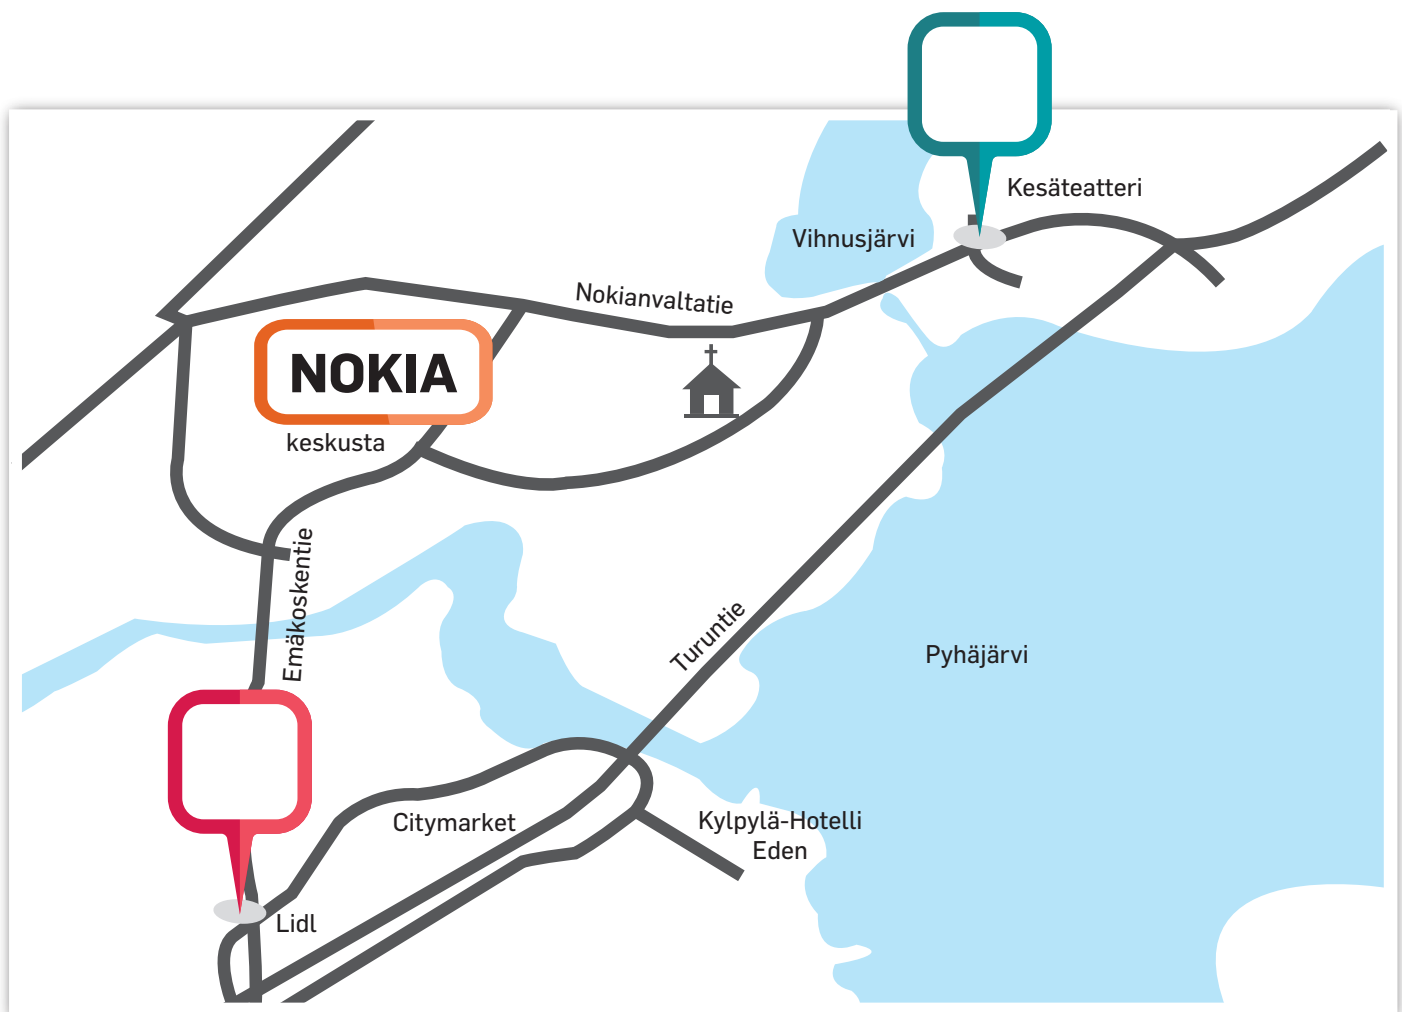 Kesäteatteri
Vihnusjärvi
Nokianvaltatie
NOKIA
keskusta
Emäkoskentie
Turuntie
Pyhäjärvi
Citymarket
Kylpylä-Hotelli
Eden
Lidl